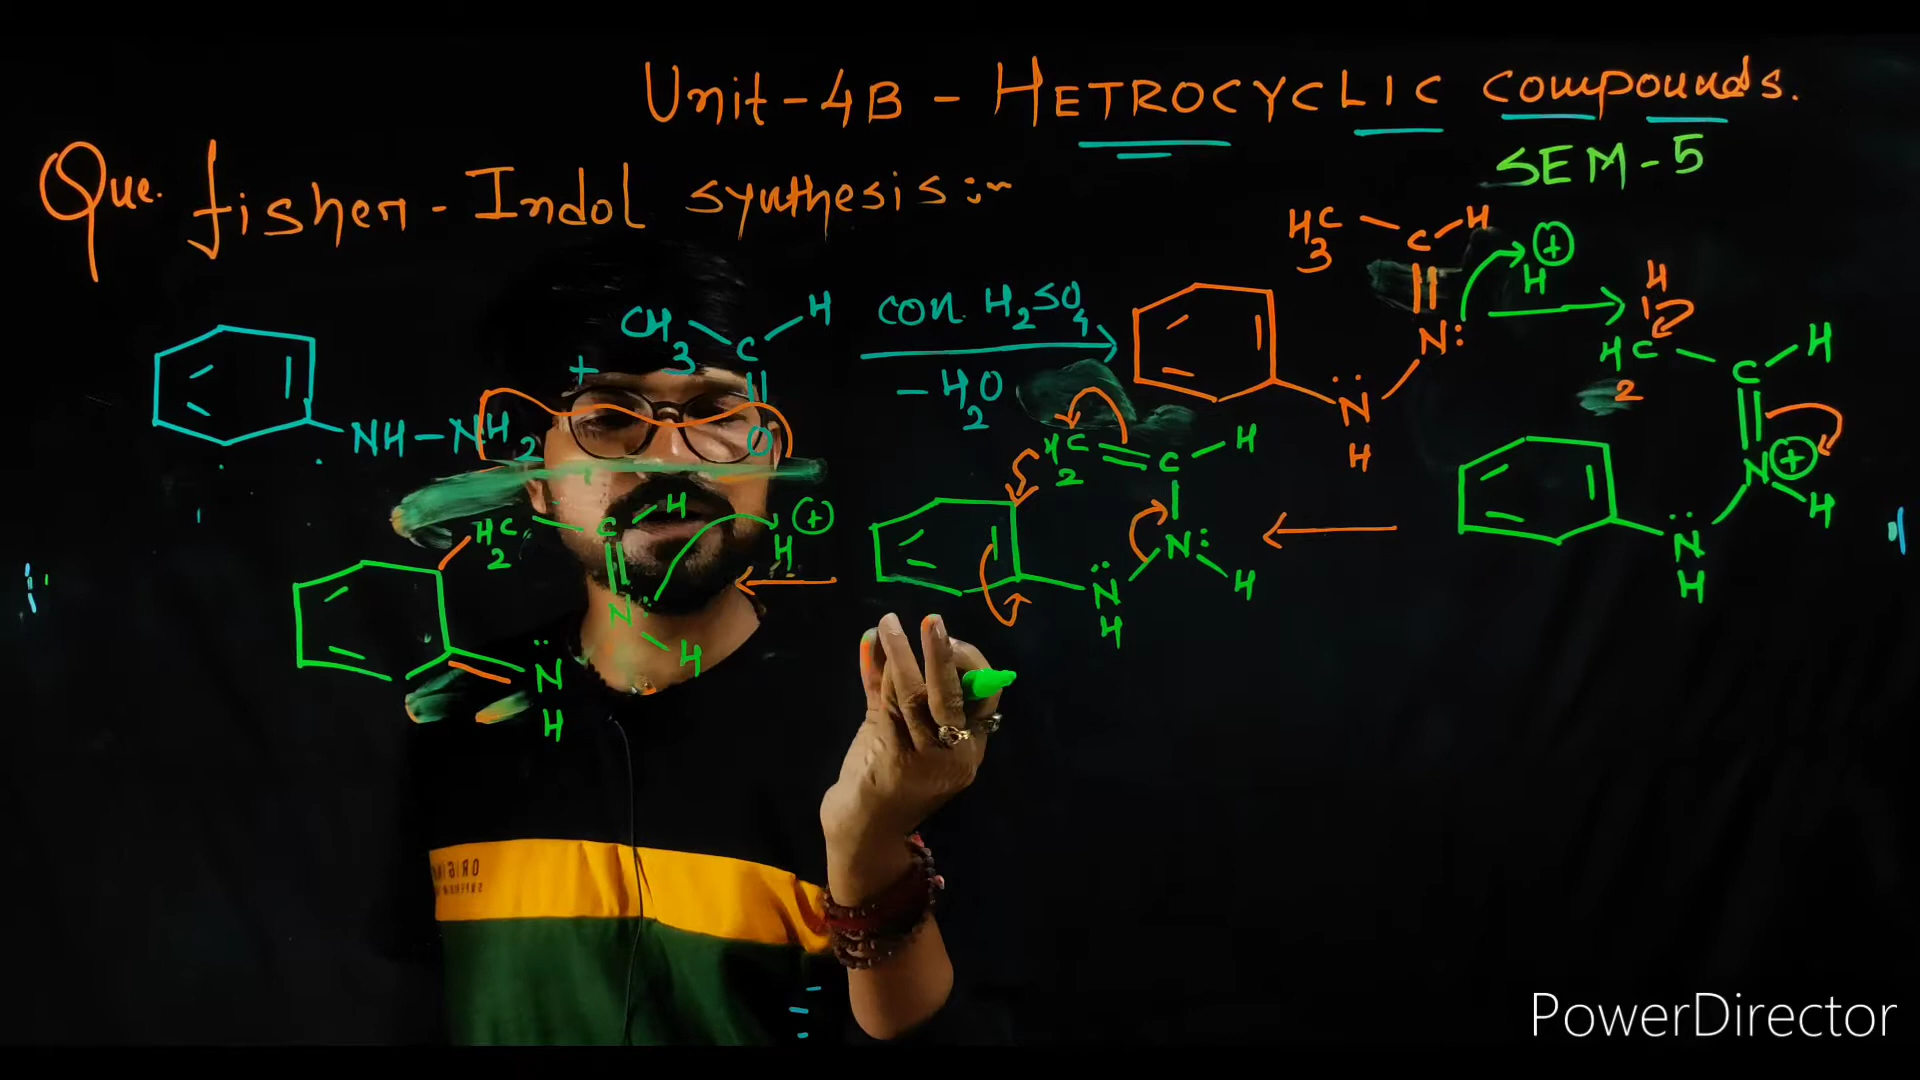 Unit-4B - HETROCYCLIC compounds.
SEM-5
Que. fisher-Indol synthesis:-
H3C C H
H+
N:
N
H
NH-NH2 + CH3 C H
O
con. H2SO4
-H2O
H
H2C C H
N+ H
N
H
H2C C H
N: H
N
H
H2C C H
H+
N: H
N
H
PowerDirector